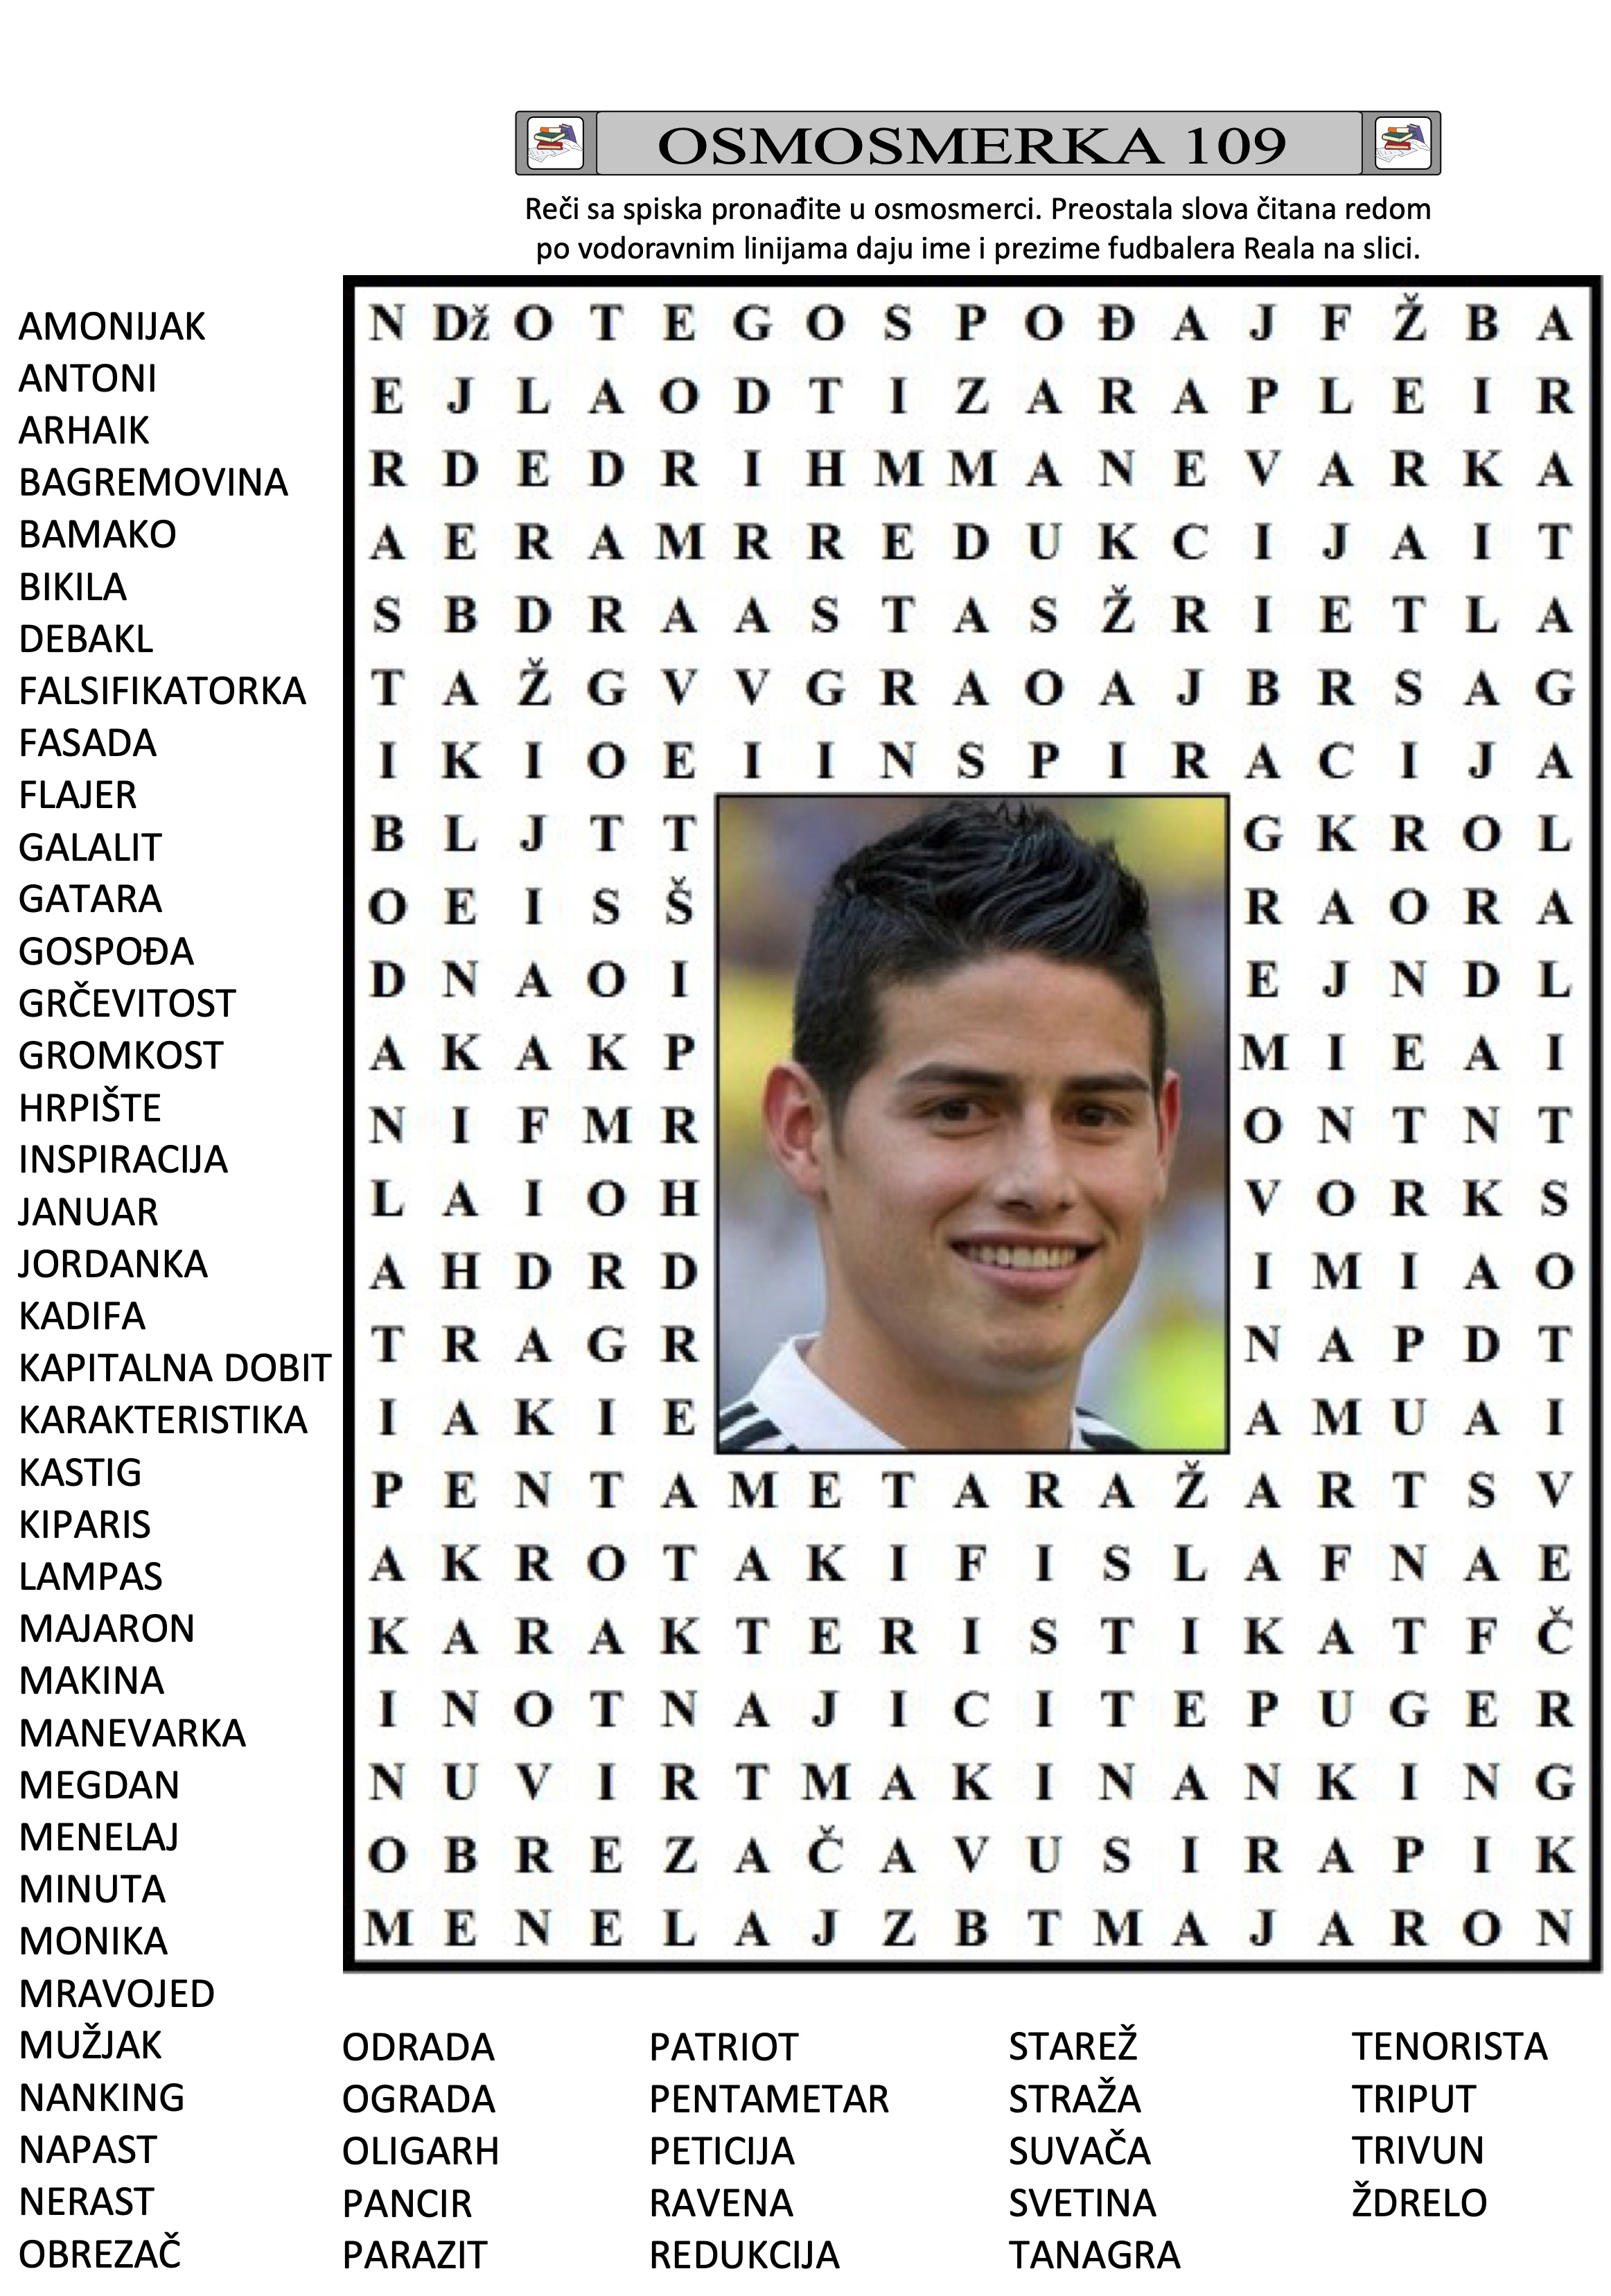 OSMOSMERKA 109
Reči sa spiska pronađite u osmosmerci. Preostala slova čitana redom
po vodoravnim linijama daju ime i prezime fudbalera Reala na slici.
AMONIJAK
ANTONI
ARHAIK
BAGREMOVINA
BAMAKO
BIKILA
DEBAKL
FALSIFIKATORKA
FASADA
FLAJER
GALALIT
GATARA
GOSPOĐA
GRČEVITOST
GROMKOST
HRPIŠTE
INSPIRACIJA
JANUAR
JORDANKA
KADIFA
KAPITALNA DOBIT
KARAKTERISTIKA
KASTIG
KIPARIS
LAMPAS
MAJARON
MAKINA
MANEVARKA
MEGDAN
MENELAJ
MINUTA
MONIKA
MRAVOJED
MUŽJAK
NANKING
NAPAST
NERAST
OBREZAČ
N Dž O T E G O S P O Đ A J F Ž B A
E J L A O D T I Z A R A P L E I R
R D E D R I H M M A N E V A R K A
A E R A M R R E D U K C I J A I T
S B D R A A S T A S Ž R I E T L A
T A Ž G V V G R A O A J B R S A G
I K I O E I I N S P I R A C I J A
B L J T T G K R O L
O E I S Š R A O R A
D N A O I E J N D L
A K A K P M I E A I
N I F M R O N T N T
L A I O H V O R K S
A H D R D I M I A O
T R A G R N A P D T
I A K I E A M U A I
P E N T A M E T A R A Ž A R T S V
A K R O T A K I F I S L A F N A E
K A R A K T E R I S T I K A T F Č
I N O T N A J I C I T E P U G E R
N U V I R T M A K I N A N K I N G
O B R E Z A Č A V U S I R A P I K
M E N E L A J Z B T M A J A R O N
ODRADA
OGRADA
OLIGARH
PANCIR
PARAZIT
PATRIOT
PENTAMETAR
PETICIJA
RAVENA
REDUKCIJA
STAREŽ
STRAŽA
SUVAČA
SVETINA
TANAGRA
TENORISTA
TRIPUT
TRIVUN
ŽDRELO